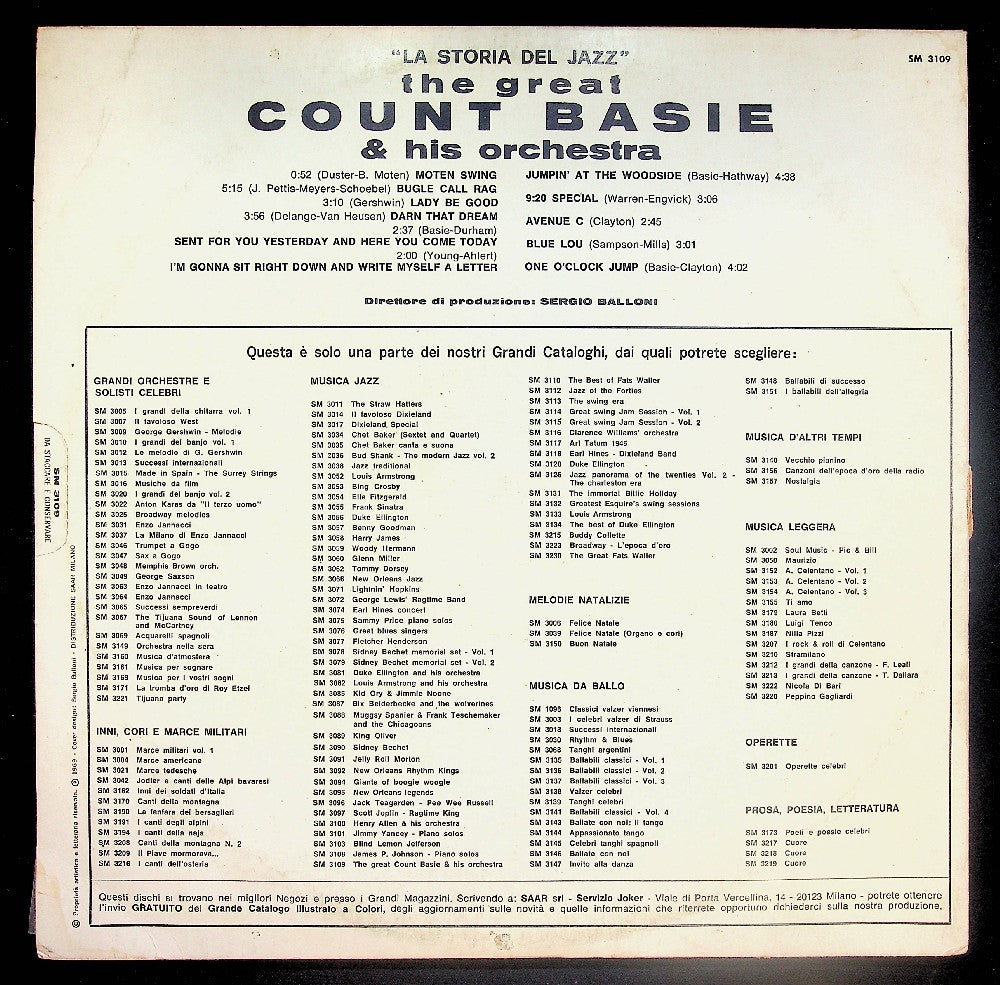 "LA STORIA DEL JAZZ"
SM 3109
the great
COUNT BASIE
& his orchestra
0:52 (Duster-B. Moten) MOTEN SWING
5:15 (J. Pettis-Meyers-Schoebel) BUGLE CALL RAG
3:10 (Gershwin) LADY BE GOOD
3:56 (Delange-Van Heusen) DARN THAT DREAM
2:37 (Basie-Durham)
SENT FOR YOU YESTERDAY AND HERE YOU COME TODAY
2:00 (Young-Ahlert)
I'M GONNA SIT RIGHT DOWN AND WRITE MYSELF A LETTER
JUMPIN' AT THE WOODSIDE (Basie-Hathway) 4:38
9:20 SPECIAL (Warren-Engvick) 3:06
AVENUE C (Clayton) 2:45
BLUE LOU (Sampson-Mills) 3:01
ONE O'CLOCK JUMP (Basie-Clayton) 4:02
Direttore di produzione: SERGIO BALLONI
Questa è solo una parte dei nostri Grandi Cataloghi, dai quali potrete scegliere:
GRANDI ORCHESTRE E
SOLISTI CELEBRI
SM 3005 I grandi della chitarra vol. 1
SM 3007 Il favoloso West
SM 3009 George Gershwin - Melodie
SM 3010 I grandi del banjo vol. 1
SM 3012 Le melodie di G. Gershwin
SM 3013 Successi internazionali
SM 3015 Made in Spain - The Surrey Strings
SM 3016 Musiche da film
SM 3020 I grandi del banjo vol. 2
SM 3022 Anton Karas da "Il terzo uomo"
SM 3025 Broadway melodies
SM 3031 Enzo Jannacci
SM 3037 La Milano di Enzo Jannacci
SM 3046 Trumpet a Gogo
SM 3047 Sax a Gogo
SM 3048 Memphis Brown orch.
SM 3049 George Saxson
SM 3063 Enzo Jannacci in teatro
SM 3064 Enzo Jannacci
SM 3065 Successi sempreverdi
SM 3067 The Tijuana Sound of Lennon
and McCartney
SM 3069 Acquarelli spagnoli
SM 3149 Orchestra nella sera
SM 3160 Musica d'atmosfera
SM 3161 Musica per sognare
SM 3169 Musica per i vostri sogni
SM 3171 La tromba d'oro di Roy Etzel
SM 3221 Tijuana party
INNI, CORI E MARCE MILITARI
SM 3001 Marce militari vol. 1
SM 3004 Marce americane
SM 3021 Marce tedesche
SM 3042 Jodler e canti delle Alpi bavaresi
SM 3162 Inni dei soldati d'Italia
SM 3170 Canti della montagna
SM 3190 La fanfara dei bersaglieri
SM 3191 I canti degli alpini
SM 3194 I canti della naja
SM 3208 Canti della montagna N. 2
SM 3209 Il Piave mormorava...
SM 3216 I canti dell'osteria
MUSICA JAZZ
SM 3011 The Straw Hatters
SM 3014 Il favoloso Dixieland
SM 3017 Dixieland Special
SM 3034 Chet Baker (Sextet and Quartet)
SM 3035 Chet Baker canta e suona
SM 3036 Bud Shank - The modern Jazz vol. 2
SM 3038 Jazz traditional
SM 3052 Louis Armstrong
SM 3053 Bing Crosby
SM 3054 Ella Fitzgerald
SM 3055 Frank Sinatra
SM 3056 Duke Ellington
SM 3057 Benny Goodman
SM 3058 Harry James
SM 3059 Woody Hermann
SM 3060 Glenn Miller
SM 3062 Tommy Dorsey
SM 3066 New Orleans Jazz
SM 3071 Lightnin' Hopkins
SM 3072 George Lewis' Ragtime Band
SM 3074 Earl Hines concert
SM 3075 Sammy Price piano solos
SM 3076 Great blues singers
SM 3077 Fletcher Henderson
SM 3078 Sidney Bechet memorial set - Vol. 1
SM 3079 Sidney Bechet memorial set - Vol. 2
SM 3081 Duke Ellington and his orchestra
SM 3082 Louis Armstrong and his orchestra
SM 3085 Kid Ory & Jimmie Noone
SM 3087 Bix Beiderbecke and the wolverines
SM 3088 Muggsy Spanier & Frank Teschemaker
and the Chicagoans
SM 3089 King Oliver
SM 3090 Sidney Bechet
SM 3091 Jelly Roll Morton
SM 3092 New Orleans Rhythm Kings
SM 3094 Giants of boogie woogie
SM 3095 New Orleans legends
SM 3096 Jack Teagarden - Pee Wee Russell
SM 3097 Scott Joplin - Ragtime King
SM 3100 Henry Allen & his orchestra
SM 3101 Jimmy Yancey - Piano solos
SM 3103 Blind Lemon Jefferson
SM 3108 James P. Johnson - Piano solos
SM 3109 The great Count Basie & his orchestra
SM 3110 The Best of Fats Waller
SM 3112 Jazz of the Forties
SM 3113 The swing era
SM 3114 Great swing Jam Session - Vol. 1
SM 3115 Great swing Jam Session - Vol. 2
SM 3116 Clarence Williams' orchestra
SM 3117 Art Tatum 1945
SM 3118 Earl Hines - Dixieland Band
SM 3120 Duke Ellington
SM 3126 Jazz panorama of the twenties Vol. 2 -
The charleston era
SM 3131 The Immortal Billie Holiday
SM 3132 Greatest Esquire's swing sessions
SM 3133 Louis Armstrong
SM 3134 The best of Duke Ellington
SM 3215 Buddy Collette
SM 3223 Broadway - L'epoca d'oro
SM 3230 The Great Fats Waller
MELODIE NATALIZIE
SM 3008 Felice Natale
SM 3039 Felice Natale (Organo e cori)
SM 3150 Buon Natale
MUSICA DA BALLO
SM 1098 Classici valzer viennesi
SM 3003 I celebri valzer di Strauss
SM 3018 Successi internazionali
SM 3030 Rhythm & Blues
SM 3068 Tanghi argentini
SM 3135 Ballabili classici - Vol. 1
SM 3136 Ballabili classici - Vol. 2
SM 3137 Ballabili classici - Vol. 3
SM 3138 Valzer celebri
SM 3139 Tanghi celebri
SM 3141 Ballabili classici - Vol. 4
SM 3143 Ballate con noi: il tango
SM 3144 Appassionato tango
SM 3145 Celebri tanghi spagnoli
SM 3146 Ballate con noi
SM 3147 Invito alla danza
SM 3148 Ballabili di successo
SM 3151 I ballabili dell'allegria
MUSICA D'ALTRI TEMPI
SM 3140 Vecchio pianino
SM 3156 Canzoni dell'epoca d'oro della radio
SM 3157 Nostalgia
MUSICA LEGGERA
SM 3002 Soul Music - Pic & Bill
SM 3050 Maurizio
SM 3152 A. Celentano - Vol. 1
SM 3153 A. Celentano - Vol. 2
SM 3154 A. Celentano - Vol. 3
SM 3155 Ti amo
SM 3179 Laura Betti
SM 3180 Luigi Tenco
SM 3187 Nilla Pizzi
SM 3207 I rock & roll di Celentano
SM 3210 Stramilano
SM 3212 I grandi della canzone - F. Leali
SM 3213 I grandi della canzone - T. Dallara
SM 3222 Nicola Di Bari
SM 3220 Peppino Gagliardi
OPERETTE
SM 3201 Operette celebri
PROSA, POESIA, LETTERATURA
SM 3173 Poeti e poesie celebri
SM 3217 Cuore
SM 3218 Cuore
SM 3219 Cuore
Questi dischi si trovano nei migliori Negozi e presso i Grandi Magazzini. Scrivendo a: SAAR srl - Servizio Joker - Viale di Porta Vercellina, 14 - 20123 Milano - potrete ottenere
l'invio GRATUITO del Grande Catalogo Illustrato a Colori, degli aggiornamenti sulle novità e quelle informazioni che riterrete opportuno richiederci sulla nostra produzione.
SM 3109
DA STACCARE E CONSERVARE
© Proprietà artistica e letteraria riservata. ℗ 1969 - Cover design: Sergio Balloni - DISTRIBUZIONE SAAR MILANO